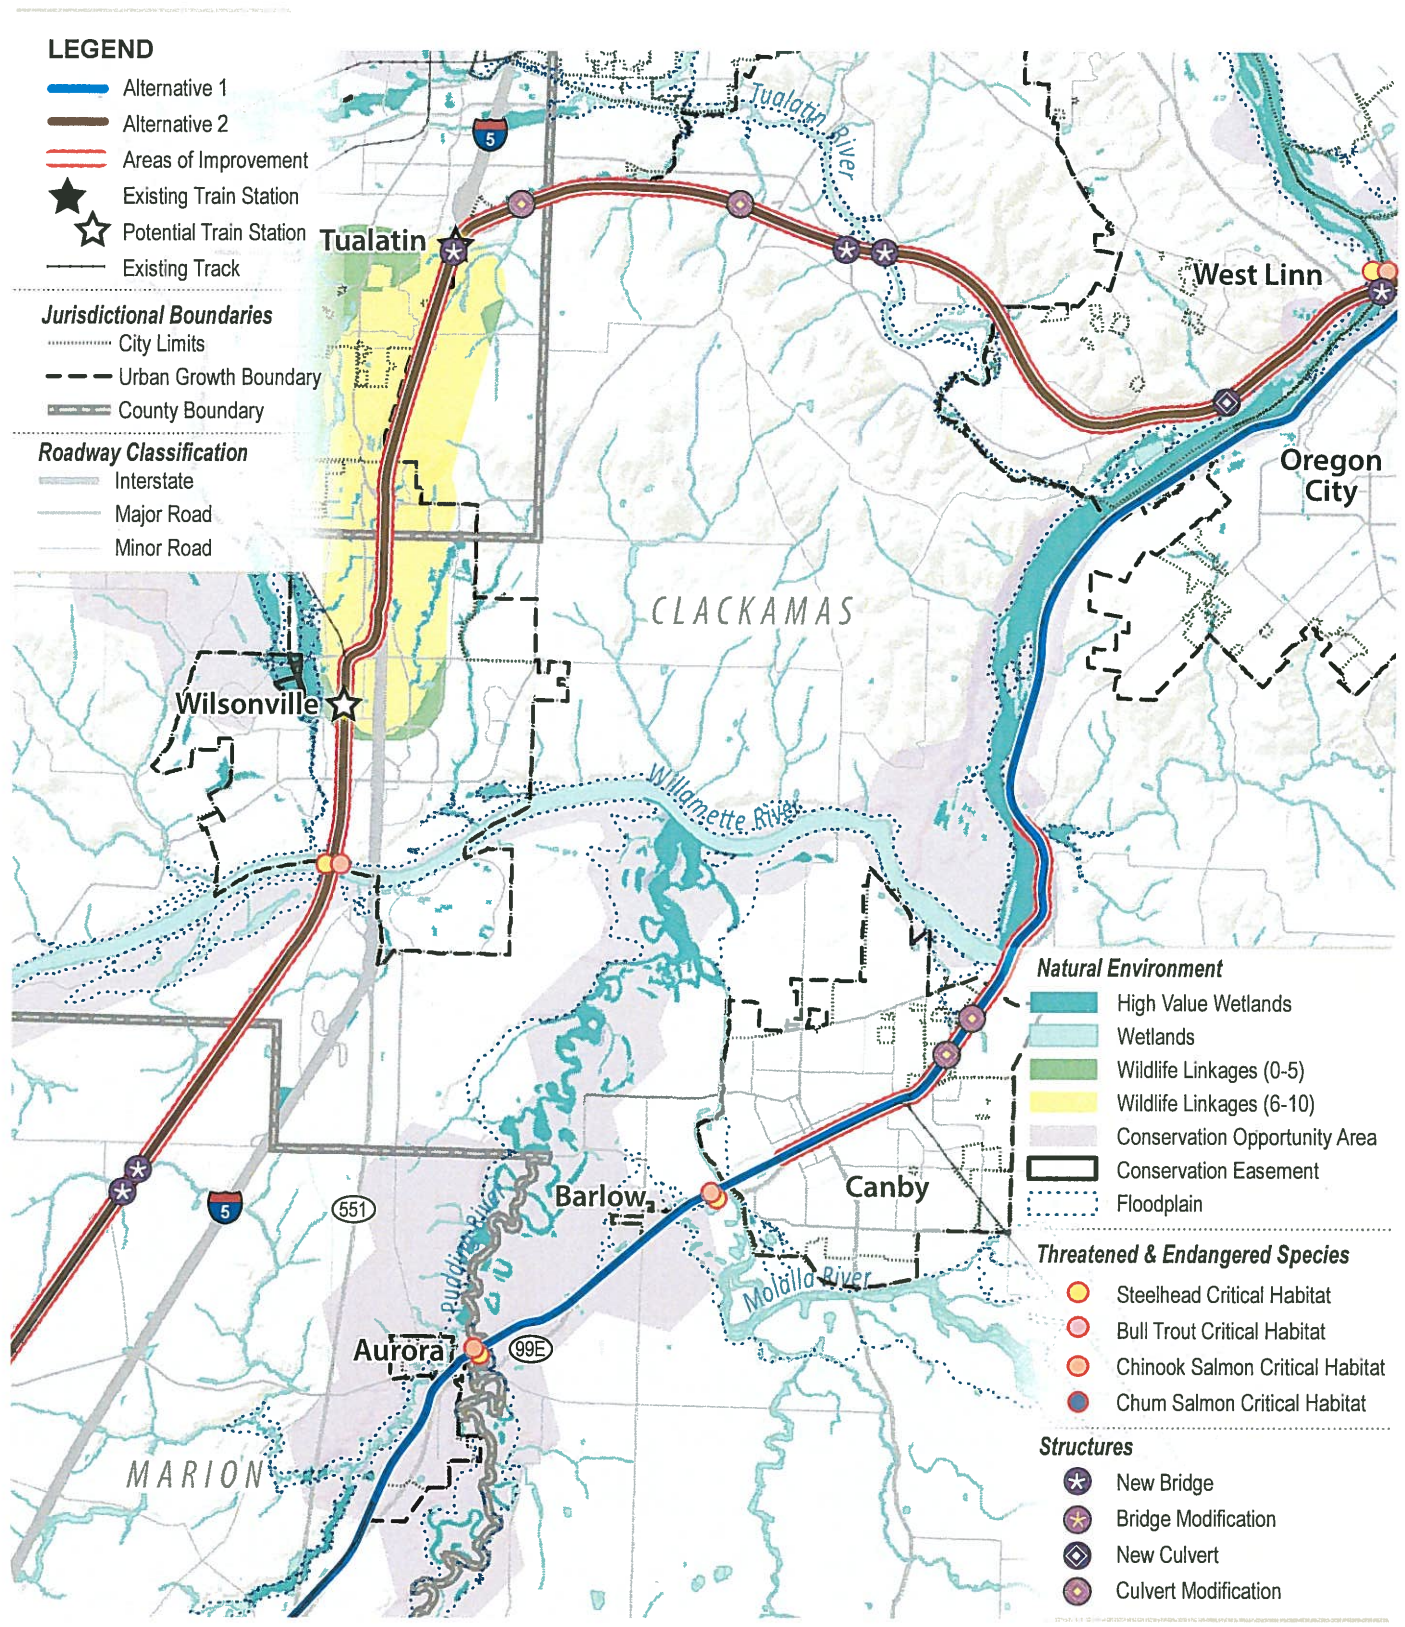 LEGEND
Alternative 1
Alternative 2
Areas of Improvement
Existing Train Station
Potential Train Station
Existing Track
Jurisdictional Boundaries
City Limits
Urban Growth Boundary
County Boundary
Roadway Classification
Interstate
Major Road
Minor Road
5
Tualatin River
Tualatin
West Linn
Oregon
City
CLACKAMAS
Wilsonville
Willamette River
Natural Environment
High Value Wetlands
Wetlands
Wildlife Linkages (0-5)
Wildlife Linkages (6-10)
Conservation Opportunity Area
Conservation Easement
Floodplain
5
551
Barlow
Canby
Pudding River
Molalla River
Aurora
99E
MARION
Threatened & Endangered Species
Steelhead Critical Habitat
Bull Trout Critical Habitat
Chinook Salmon Critical Habitat
Chum Salmon Critical Habitat
Structures
New Bridge
Bridge Modification
New Culvert
Culvert Modification